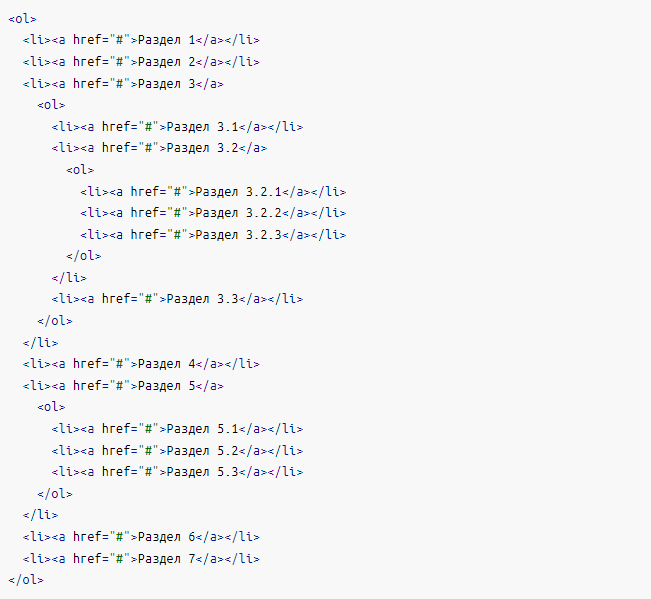 <ol>
  <li><a href="#">Раздел 1</a></li>
  <li><a href="#">Раздел 2</a></li>
  <li><a href="#">Раздел 3</a>
    <ol>
      <li><a href="#">Раздел 3.1</a></li>
      <li><a href="#">Раздел 3.2</a>
        <ol>
          <li><a href="#">Раздел 3.2.1</a></li>
          <li><a href="#">Раздел 3.2.2</a></li>
          <li><a href="#">Раздел 3.2.3</a></li>
        </ol>
      </li>
      <li><a href="#">Раздел 3.3</a></li>
    </ol>
  </li>
  <li><a href="#">Раздел 4</a></li>
  <li><a href="#">Раздел 5</a>
    <ol>
      <li><a href="#">Раздел 5.1</a></li>
      <li><a href="#">Раздел 5.2</a></li>
      <li><a href="#">Раздел 5.3</a></li>
    </ol>
  </li>
  <li><a href="#">Раздел 6</a></li>
  <li><a href="#">Раздел 7</a></li>
</ol>